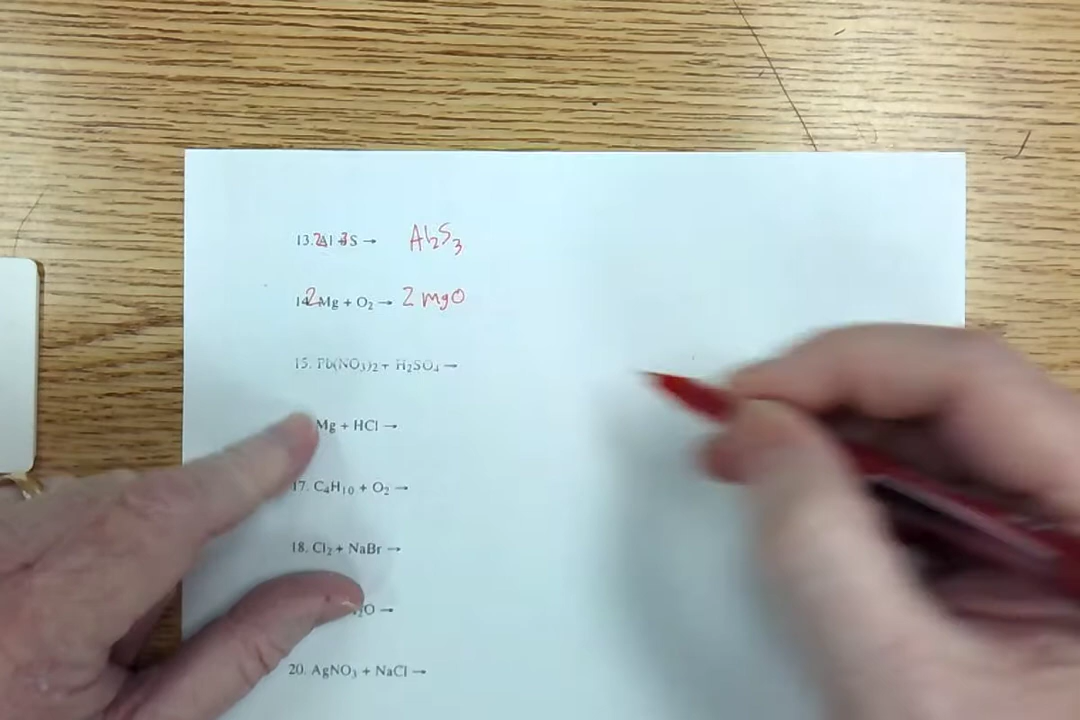 13. 2Al + 3S → Al₂S₃
14. 2Mg + O₂ → 2 mgO
15. Pb(NO₃)2 + H₂SO₄ →
Mg + HCl →
17. C₄H₁₀ + O₂ →
18. Cl₂ + NaBr →
₂O →
20. AgNO₃ + NaCl →